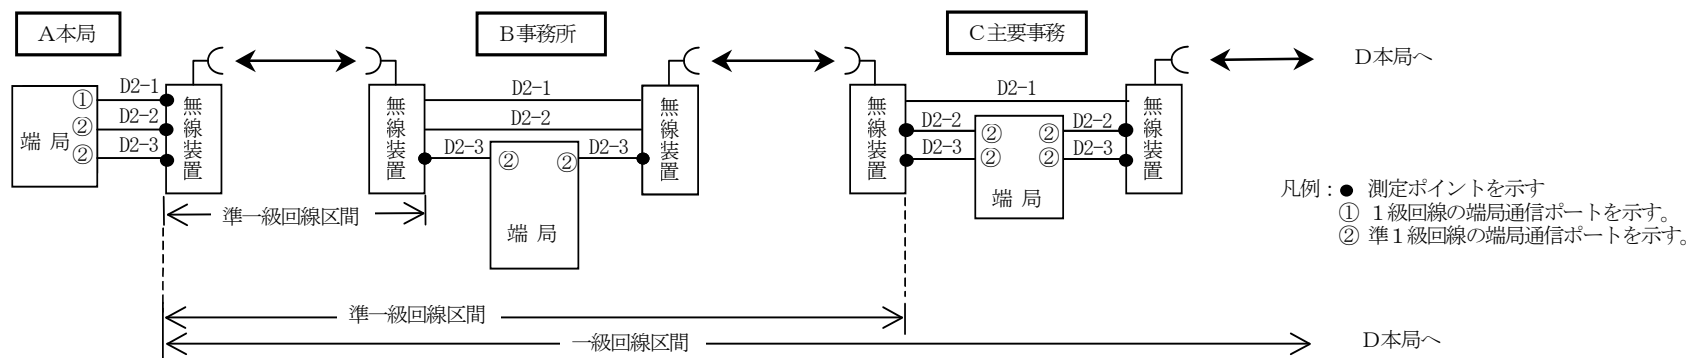 A本局
B事務所
C主要事務
D本局へ
D2-1
①
D2-2
②
D2-3
②
端 局
無線装置
無線装置
D2-1
D2-2
D2-3
②
②
D2-3
端 局
無線装置
無線装置
D2-1
D2-2
②
②
D2-2
D2-3
②
②
D2-3
端 局
無線装置
凡例：● 測定ポイントを示す
① １級回線の端局通信ポートを示す。
② 準１級回線の端局通信ポートを示す。
準一級回線区間
準一級回線区間
一級回線区間
D本局へ